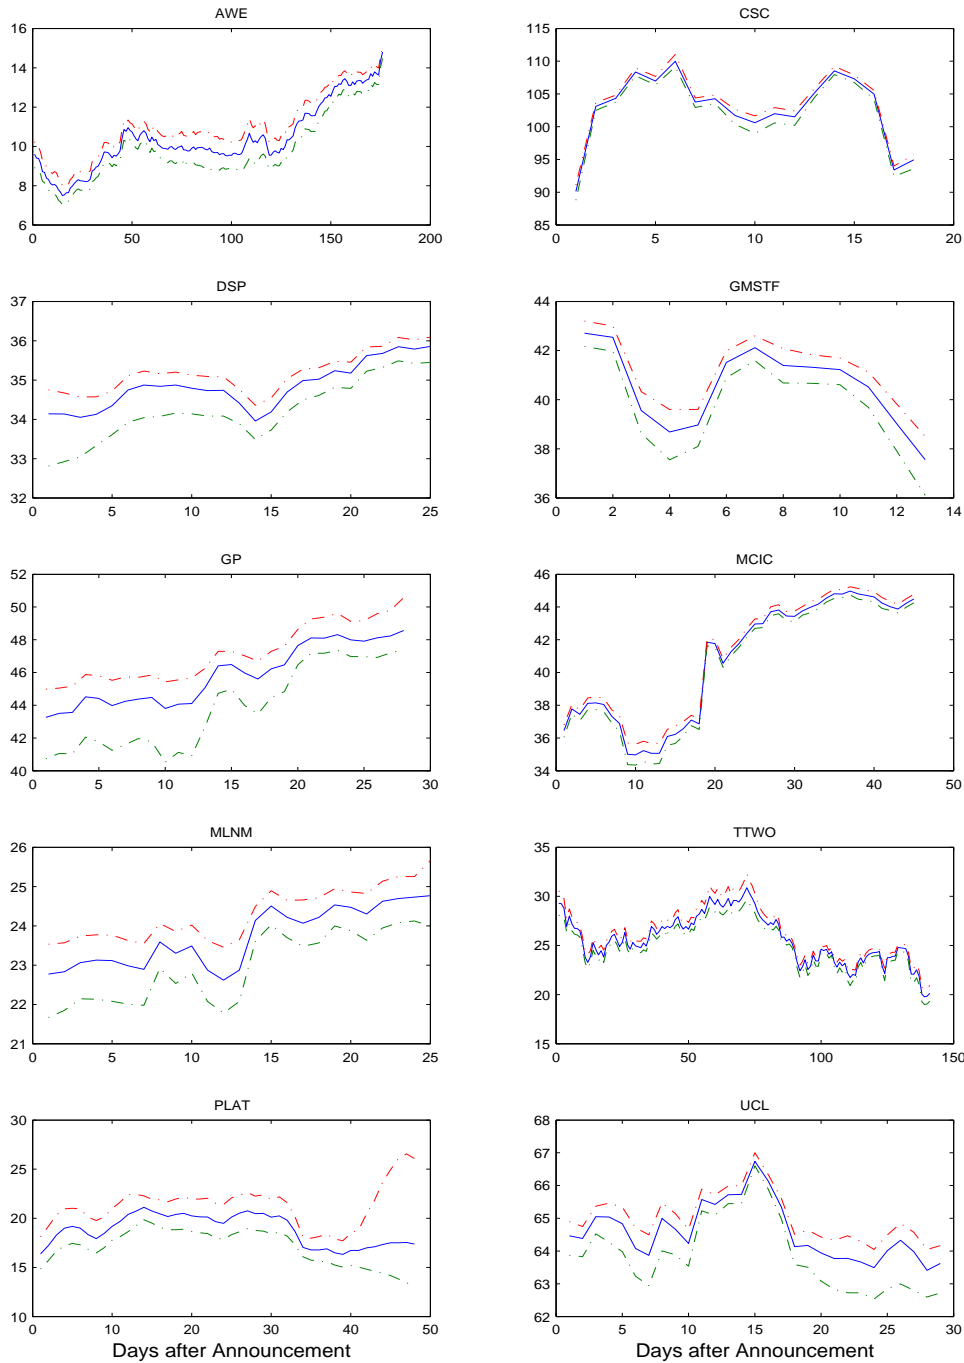 AWE
16
14
12
10
8
6
0 50 100 150 200
CSC
115
110
105
100
95
90
85
0 5 10 15 20
DSP
37
36
35
34
33
32
0 5 10 15 20 25
GMSTF
44
42
40
38
36
0 2 4 6 8 10 12 14
GP
52
50
48
46
44
42
40
0 5 10 15 20 25 30
MCIC
46
44
42
40
38
36
34
0 10 20 30 40 50
MLNM
26
25
24
23
22
21
0 5 10 15 20 25
TTWO
35
30
25
20
15
0 50 100 150
PLAT
30
25
20
15
10
0 10 20 30 40 50
Days after Announcement
UCL
68
67
66
65
64
63
62
0 5 10 15 20 25 30
Days after Announcement